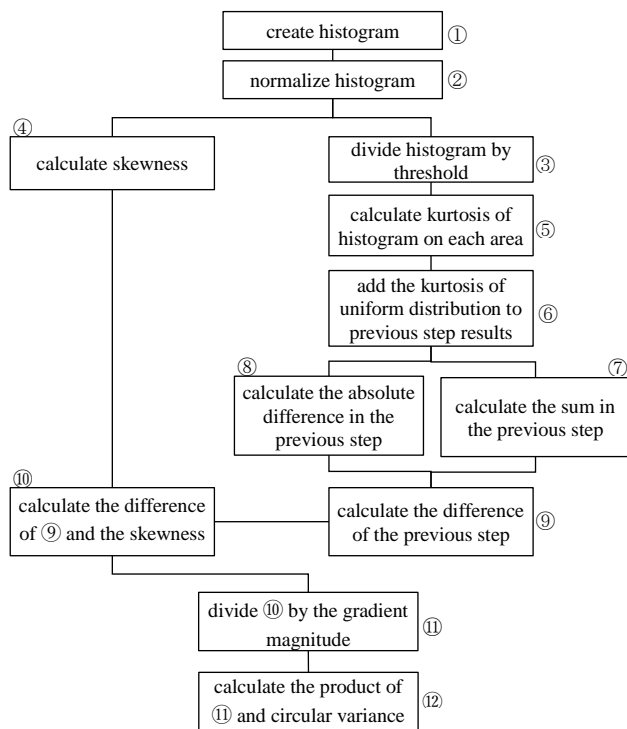 create histogram
①
normalize histogram
②
④
calculate skewness
divide histogram by
threshold
③
calculate kurtosis of
histogram on each area
⑤
add the kurtosis of
uniform distribution to
previous step results
⑥
⑧
calculate the absolute
difference in the
previous step
⑦
calculate the sum in
the previous step
⑩
calculate the difference
of ⑨ and the skewness
calculate the difference
of the previous step
⑨
divide ⑩ by the gradient
magnitude
⑪
calculate the product of
⑪ and circular variance
⑫